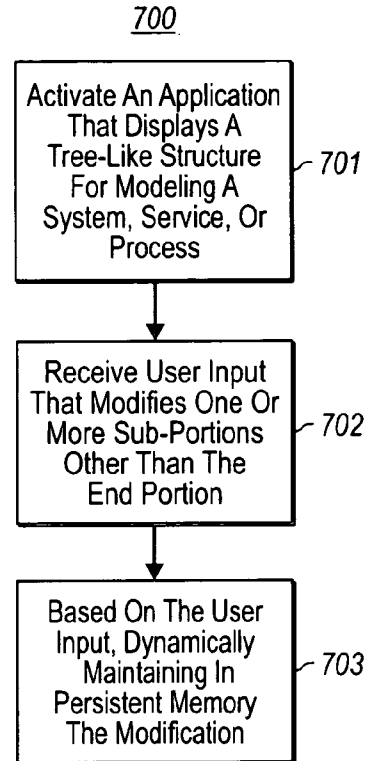 700
Activate An Application
That Displays A
Tree-Like Structure
For Modeling A
System, Service, Or
Process
701
Receive User Input
That Modifies One Or
More Sub-Portions
Other Than The
End Portion
702
Based On The User
Input, Dynamically
Maintaining In
Persistent Memory
The Modification
703